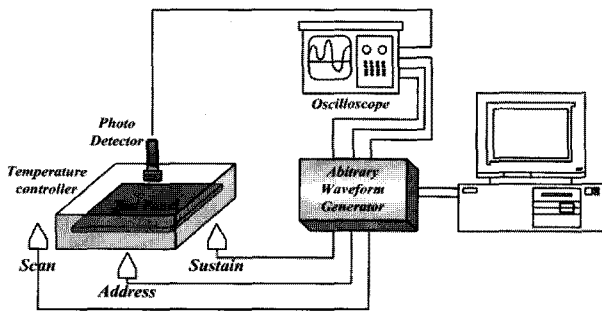 Oscilloscope
Photo
Detector
Temperature
controller
Abitrary
Waveform
Generator
Scan
Sustain
Address